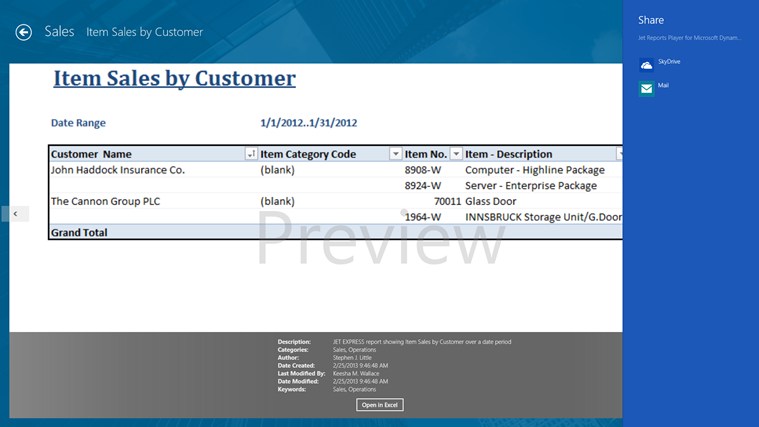 Sales Item Sales by Customer
Item Sales by Customer
Date Range 1/1/2012..1/31/2012
Customer Name Item Category Code Item No. Item - Description
John Haddock Insurance Co. (blank) 8908-W Computer - Highline Package
8924-W Server - Enterprise Package
The Cannon Group PLC (blank) 70011 Glass Door
1964-W INNSBRUCK Storage Unit/G.Door
Grand Total
Preview
Description: JET EXPRESS report showing Item Sales by Customer over a date period
Categories: Sales, Operations
Author: Stephen J. Little
Date Created: 2/25/2013 9:46:48 AM
Last Modified By: Keesha M. Wallace
Date Modified: 2/25/2013 9:46:48 AM
Keywords: Sales, Operations
Open in Excel
Share
Jet Reports Player for Microsoft Dynam...
SkyDrive
Mail